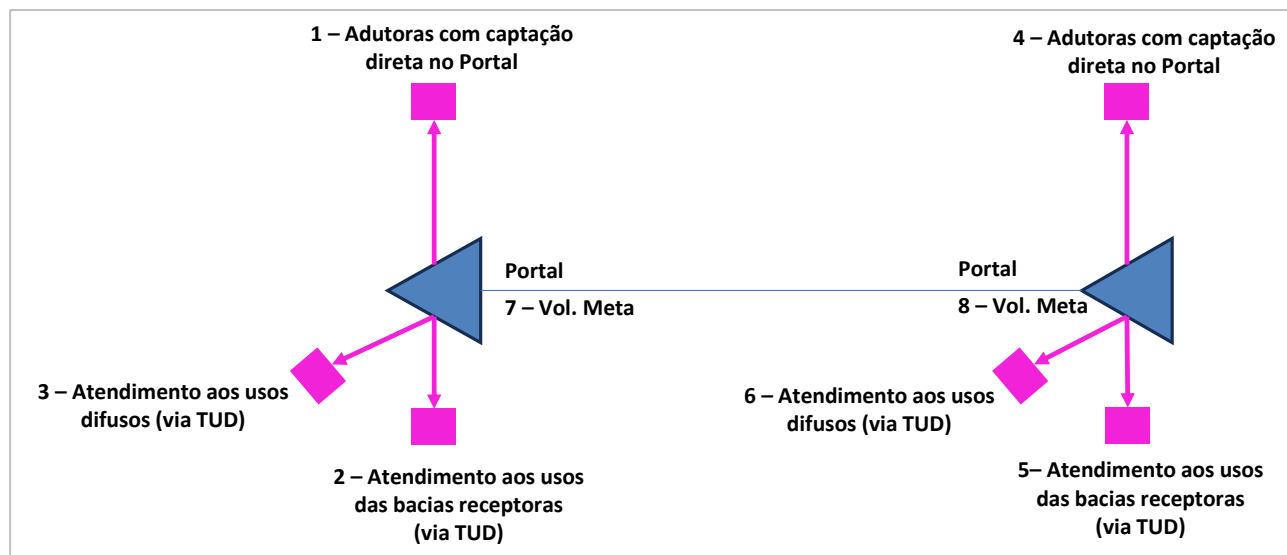 1 – Adutoras com captação
direta no Portal
4 – Adutoras com captação
direta no Portal
Portal
7 – Vol. Meta
Portal
8 – Vol. Meta
3 – Atendimento aos usos
difusos (via TUD)
6 – Atendimento aos usos
difusos (via TUD)
2 – Atendimento aos usos
das bacias receptoras
(via TUD)
5– Atendimento aos usos
das bacias receptoras
(via TUD)